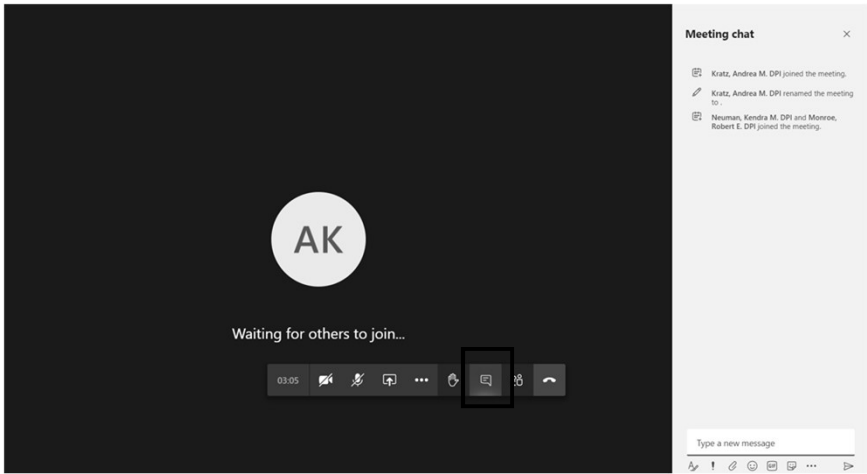 Meeting chat
Kratz, Andrea M. DPI joined the meeting.
Kratz, Andrea M. DPI renamed the meeting
to .
Neuman, Kendra M. DPI and Monroe,
Robert E. DPI joined the meeting.
AK
Waiting for others to join...
03:05
Type a new message
GIF